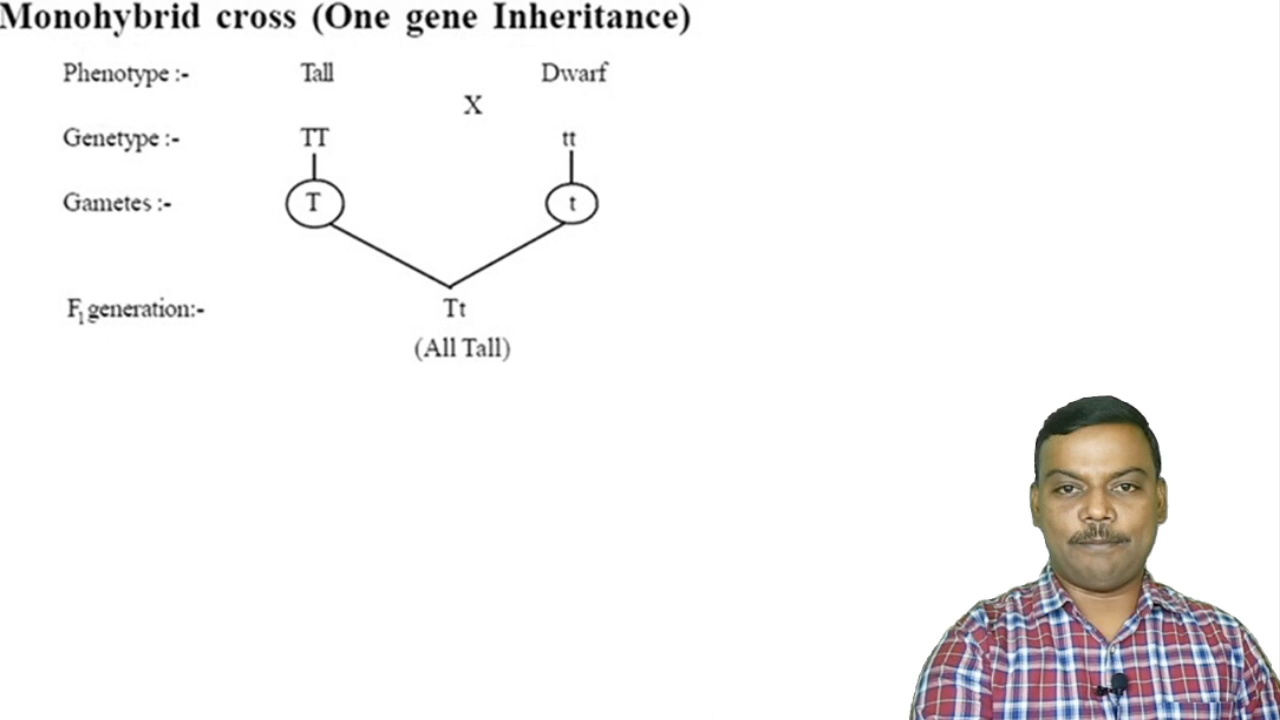 Monohybrid cross (One gene Inheritance)
Phenotype :- Tall Dwarf
X
Genetype :- TT tt
Gametes :- T t
F₁ generation:- Tt
(All Tall)